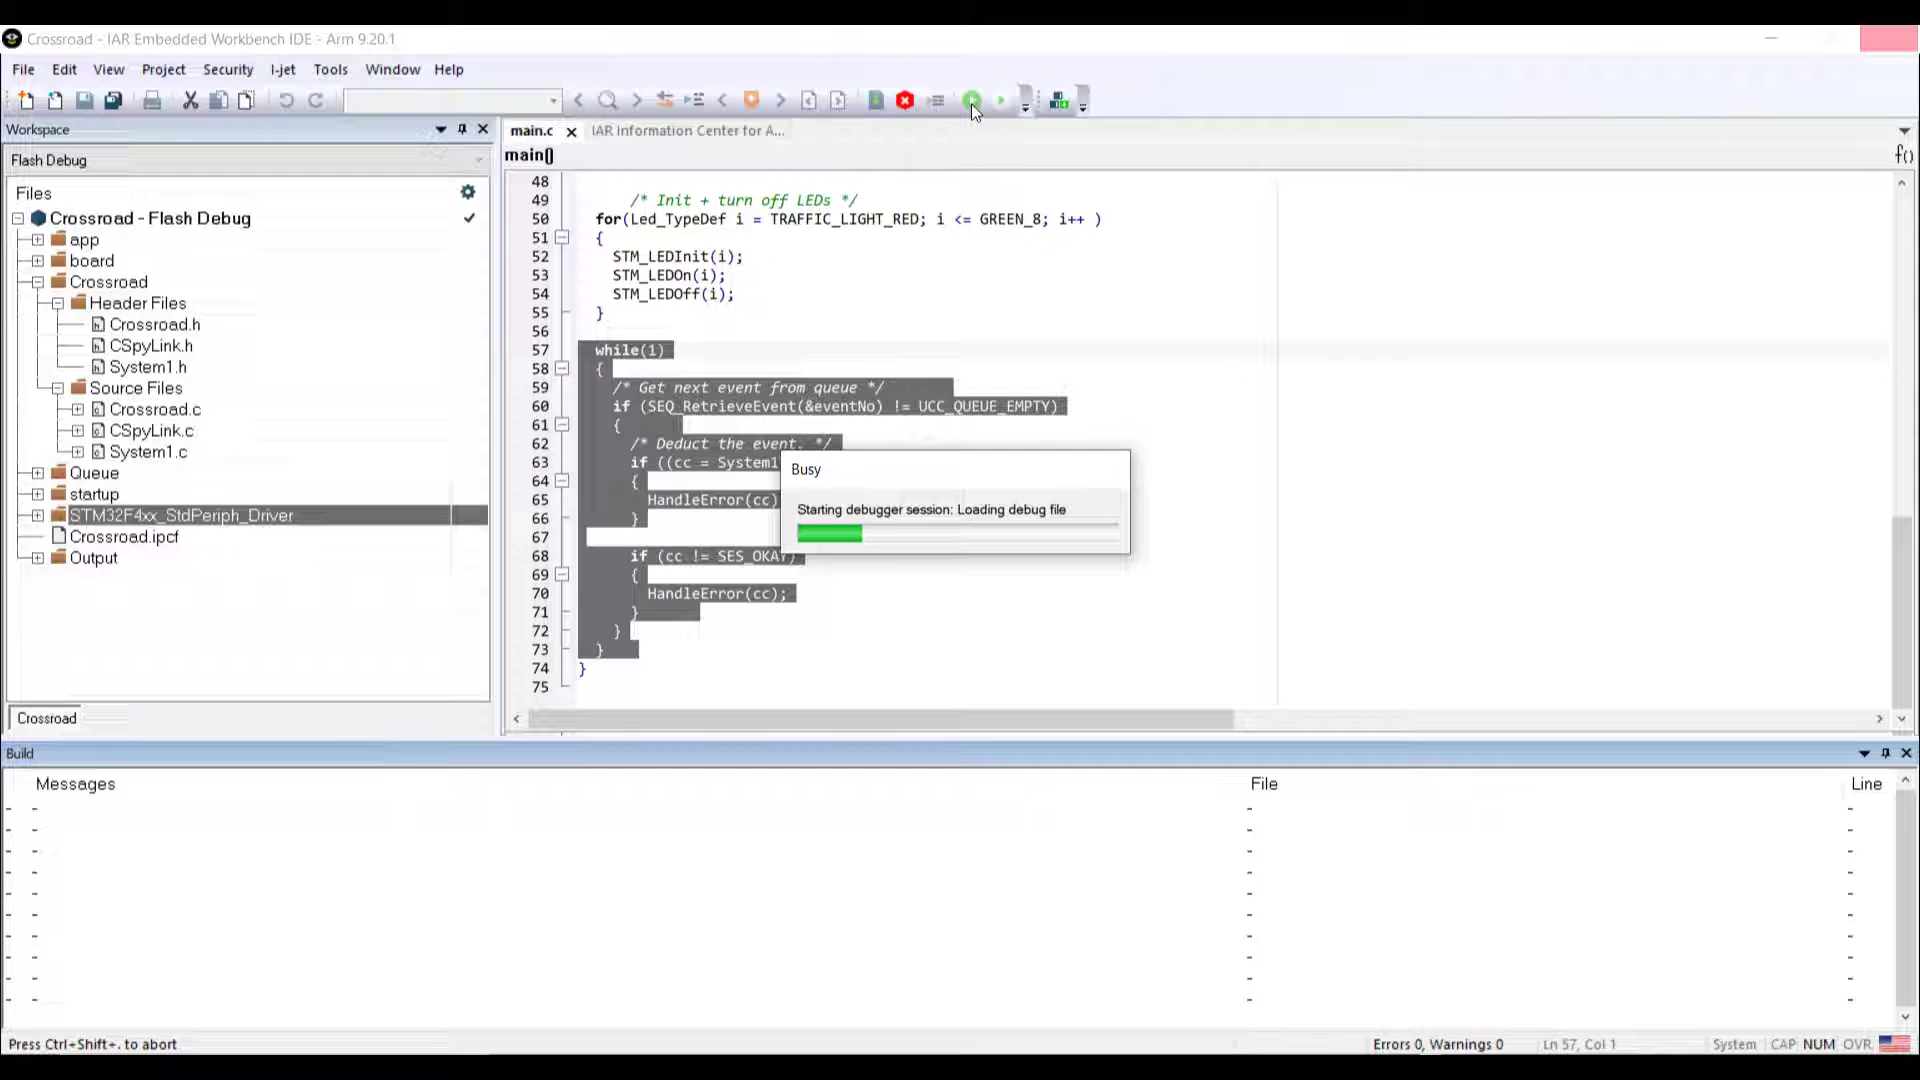 Crossroad - IAR Embedded Workbench IDE - Arm 9.20.1
File Edit View Project Security I-jet Tools Window Help
Workspace
Flash Debug
Files
Crossroad - Flash Debug
app
board
Crossroad
Header Files
Crossroad.h
CSpyLink.h
System1.h
Source Files
Crossroad.c
CSpyLink.c
System1.c
Queue
startup
STM32F4xx_StdPeriph_Driver
Crossroad.ipcf
Output
Crossroad
main.c IAR Information Center for A...
main()
f()
48
49 /* Init + turn off LEDs */
50 for(Led_TypeDef i = TRAFFIC_LIGHT_RED; i <= GREEN_8; i++ )
51 {
52 STM_LEDInit(i);
53 STM_LEDOn(i);
54 STM_LEDOff(i);
55 }
56
57 while(1)
58 {
59 /* Get next event from queue */
60 if (SEQ_RetrieveEvent(&eventNo) != UCC_QUEUE_EMPTY)
61 {
62 /* Deduct the event. */
63 if ((cc = System1
64 {
65 HandleError(cc)
66 }
67
68 if (cc != SES_OKAY)
69 {
70 HandleError(cc);
71 }
72 }
73 }
74 }
75
Busy
Starting debugger session: Loading debug file
Build
Messages File Line
Press Ctrl+Shift+. to abort
Errors 0, Warnings 0 Ln 57, Col 1 System CAP NUM OVR